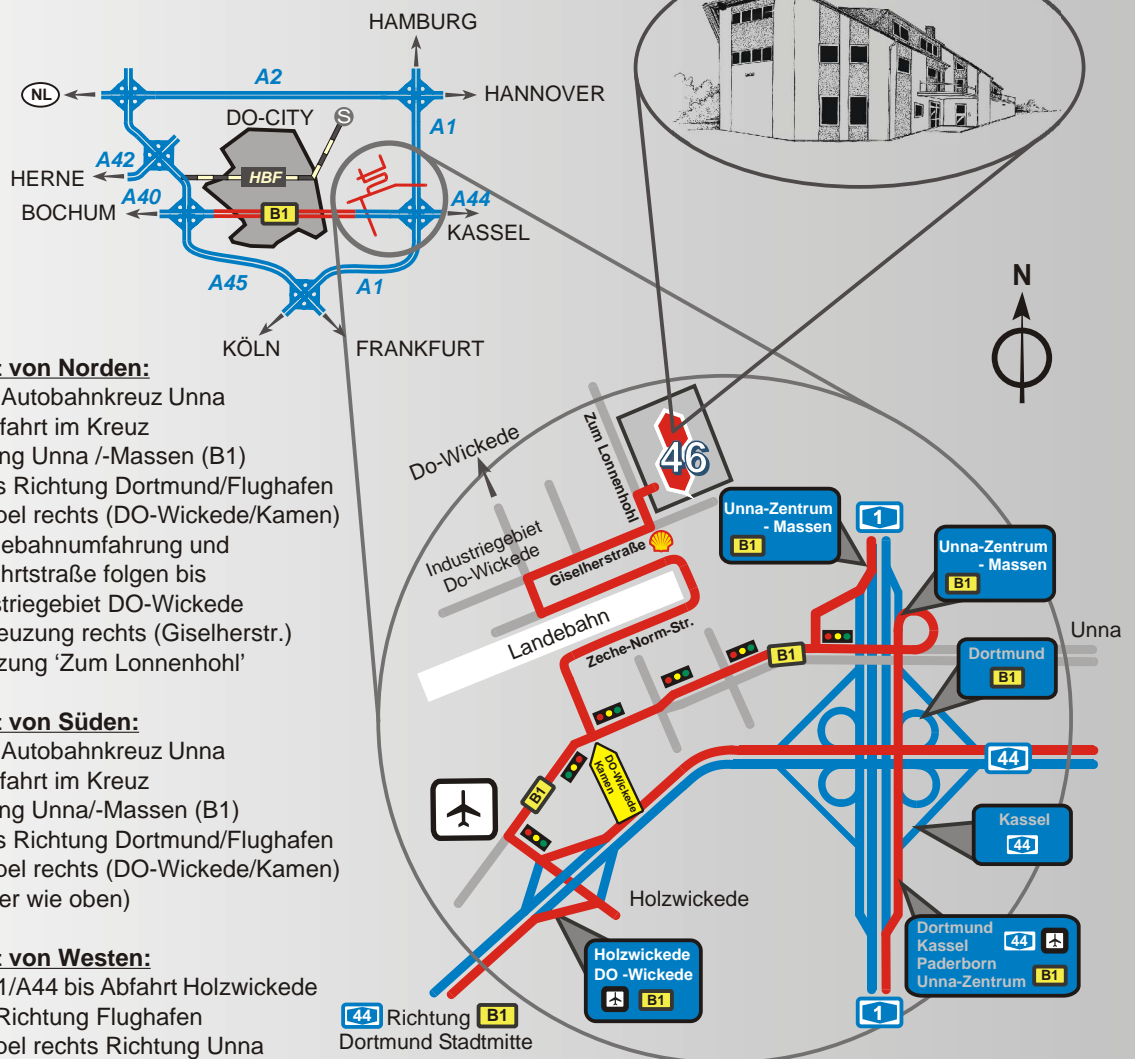 HAMBURG
A2
NL
HANNOVER
DO-CITY
S
A1
A42
HERNE
HBF
A40
A44
BOCHUM
B1
KASSEL
A45
A1
KÖLN
FRANKFURT
N
von Norden:
Autobahnkreuz Unna
fahrt im Kreuz
ng Unna /-Massen (B1)
s Richtung Dortmund/Flughafen
pel rechts (DO-Wickede/Kamen)
ebahnumfahrung und
hrtstraße folgen bis
striegebiet DO-Wickede
euzung rechts (Giselherstr.)
zung ‘Zum Lonnenhohl’
von Süden:
Autobahnkreuz Unna
fahrt im Kreuz
ng Unna/-Massen (B1)
s Richtung Dortmund/Flughafen
pel rechts (DO-Wickede/Kamen)
er wie oben)
von Westen:
1/A44 bis Abfahrt Holzwickede
Richtung Flughafen
pel rechts Richtung Unna
Do-Wickede
Zum Lonnenhohl
46
Industriegebiet
Do-Wickede
Giselherstraße
Landebahn
Zeche-Norm-Str.
Unna-Zentrum
- Massen
B1
1
Unna-Zentrum
- Massen
B1
Unna
B1
Dortmund
B1
44
DO-Wickede
Kamen
B1
Kassel
44
Holzwickede
Holzwickede
DO -Wickede
B1
Dortmund
Kassel 44
Paderborn
Unna-Zentrum B1
1
44 Richtung B1
Dortmund Stadtmitte